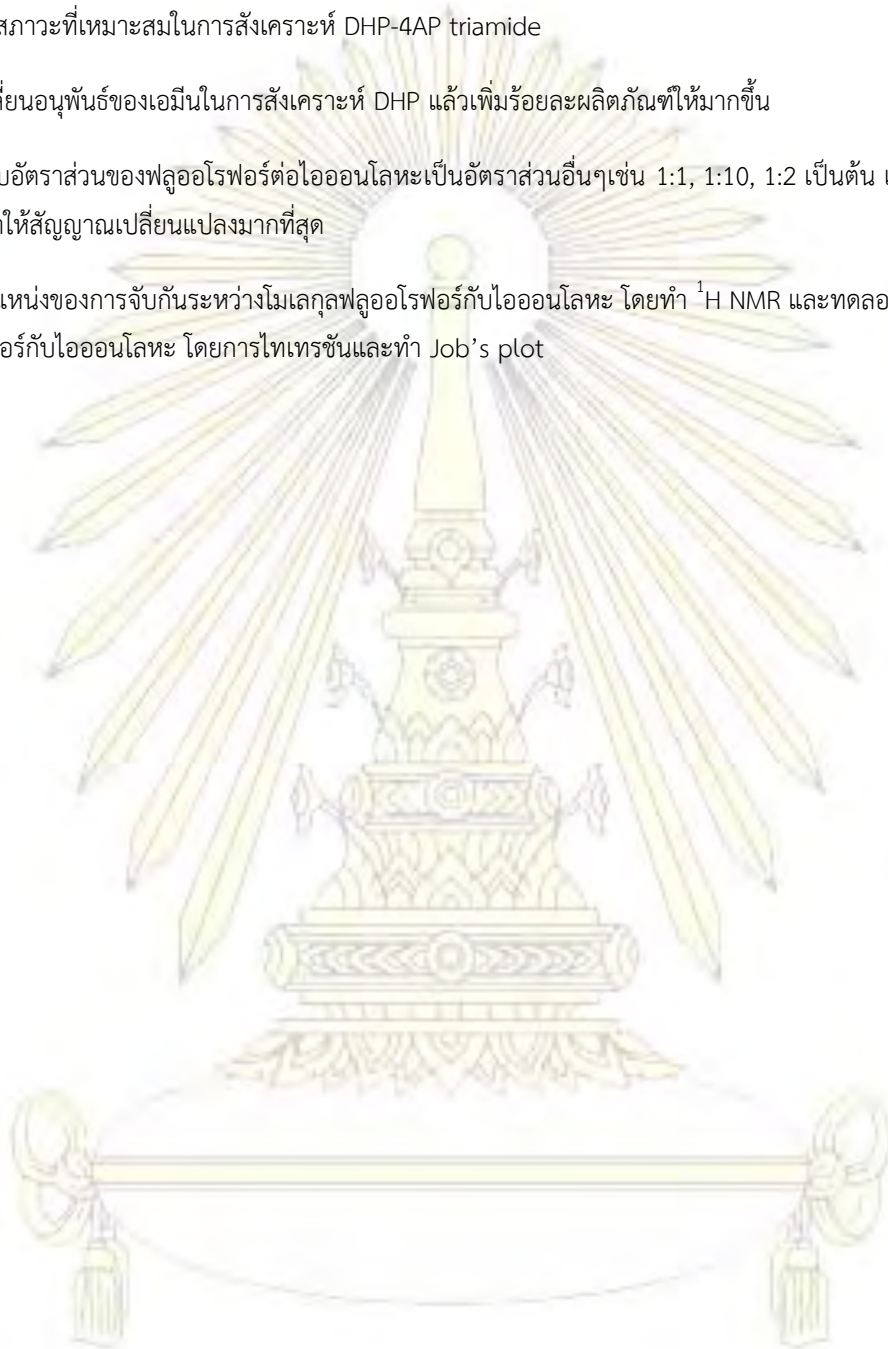 สภาวะที่เหมาะสมในการสังเคราะห์ DHP-4AP triamide
ลี่ยนอนุพันธ์ของเอมีนในการสังเคราะห์ DHP แล้วเพิ่มร้อยละผลิตภัณฑ์ให้มากขึ้น
บอัตราส่วนของฟลูออโรฟอร์ต่อไอออนโลหะเป็นอัตราส่วนอื่นๆเช่น 1:1, 1:10, 1:2 เป็นต้น
าให้สัญญาณเปลี่ยนแปลงมากที่สุด
แหน่งของการจับกันระหว่างโมเลกุลฟลูออโรฟอร์กับไอออนโลหะ โดยทำ ¹H NMR และทดลอ
อร์กับไอออนโลหะ โดยการไทเทรชันและทำ Job's plot